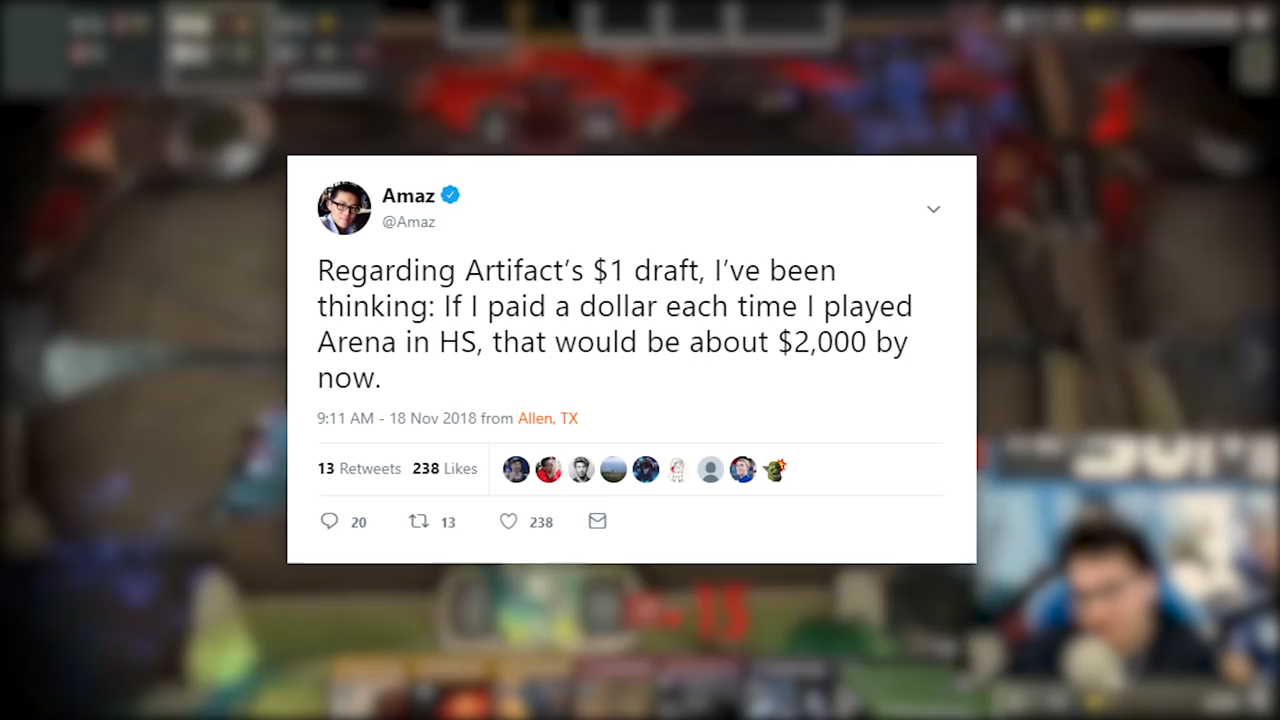 Amaz
@Amaz
Regarding Artifact’s $1 draft, I’ve been
thinking: If I paid a dollar each time I played
Arena in HS, that would be about $2,000 by
now.
9:11 AM - 18 Nov 2018 from Allen, TX
13 Retweets 238 Likes
20 13 238